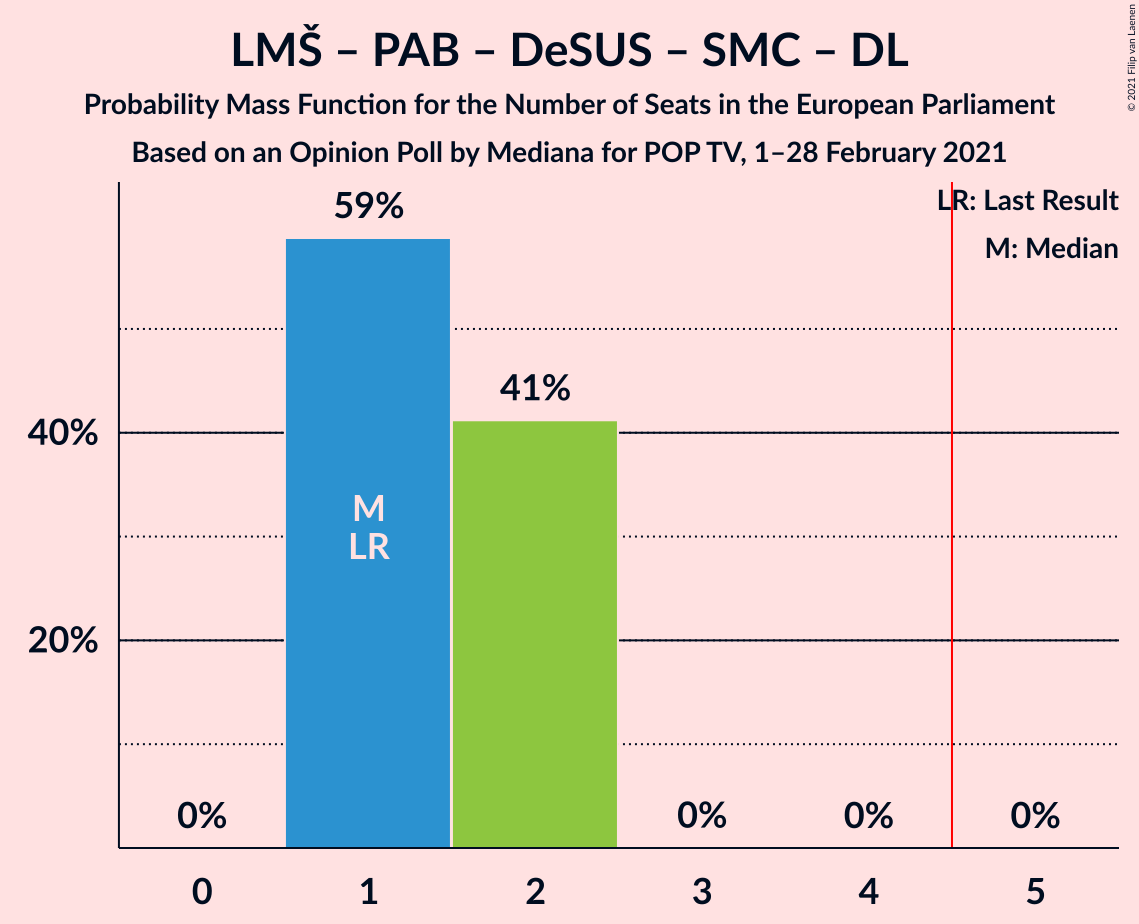 LMŠ – PAB – DeSUS – SMC – DL
Probability Mass Function for the Number of Seats in the European Parliament
Based on an Opinion Poll by Mediana for POP TV, 1–28 February 2021
© 2021 Filip van Laenen
LR: Last Result
M: Median
59%
41%
40%
20%
M
LR
0%
0%
0%
0%
0
1
2
3
4
5